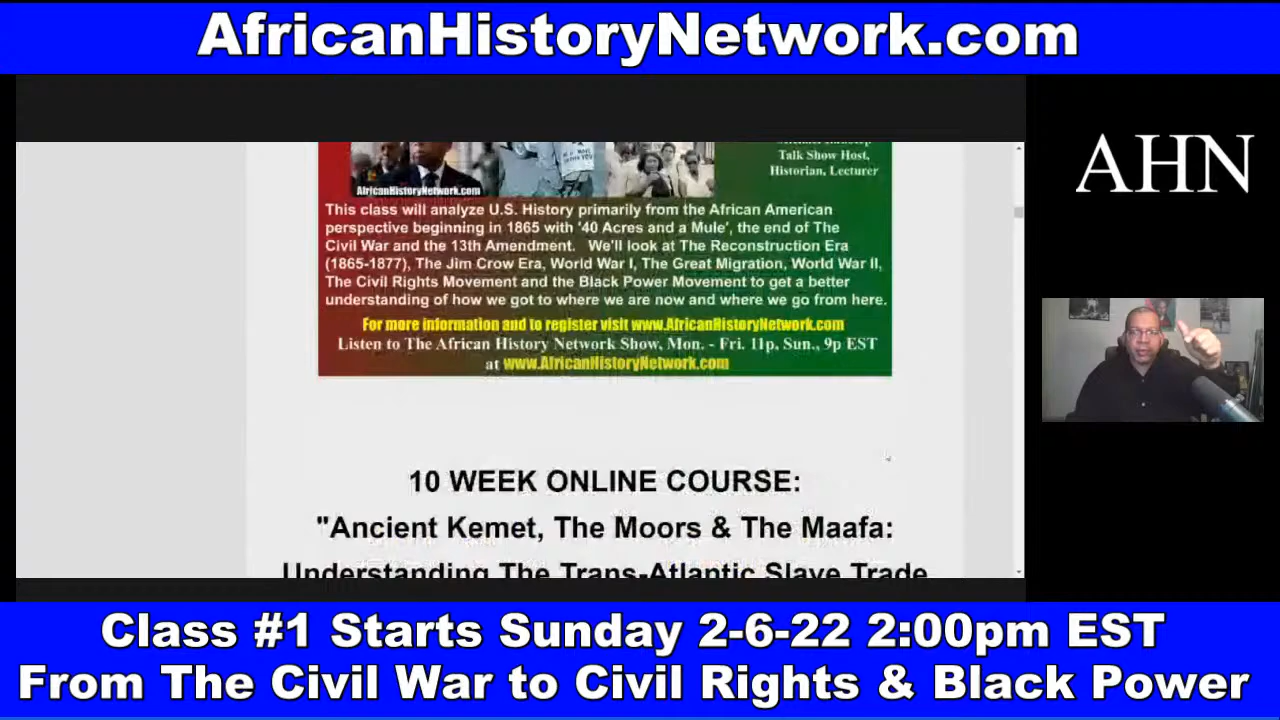 AfricanHistoryNetwork.com
AHN
Talk Show Host,
Historian, Lecturer
AfricanHistoryNetwork.com
This class will analyze U.S. History primarily from the African American
perspective beginning in 1865 with '40 Acres and a Mule', the end of The
Civil War and the 13th Amendment. We'll look at The Reconstruction Era
(1865-1877), The Jim Crow Era, World War I, The Great Migration, World War II,
The Civil Rights Movement and the Black Power Movement to get a better
understanding of how we got to where we are now and where we go from here.
For more information and to register visit www.AfricanHistoryNetwork.com
Listen to The African History Network Show, Mon. - Fri. 11p, Sun., 9p EST
at www.AfricanHistoryNetwork.com
10 WEEK ONLINE COURSE:
"Ancient Kemet, The Moors & The Maafa:
Understanding The Trans-Atlantic Slave Trade
Class #1 Starts Sunday 2-6-22 2:00pm EST
From The Civil War to Civil Rights & Black Power